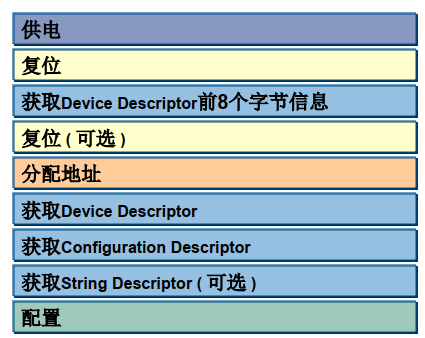 供电
复位
获取Device Descriptor前8个字节信息
复位 ( 可选 )
分配地址
获取Device Descriptor
获取Configuration Descriptor
获取String Descriptor ( 可选 )
配置